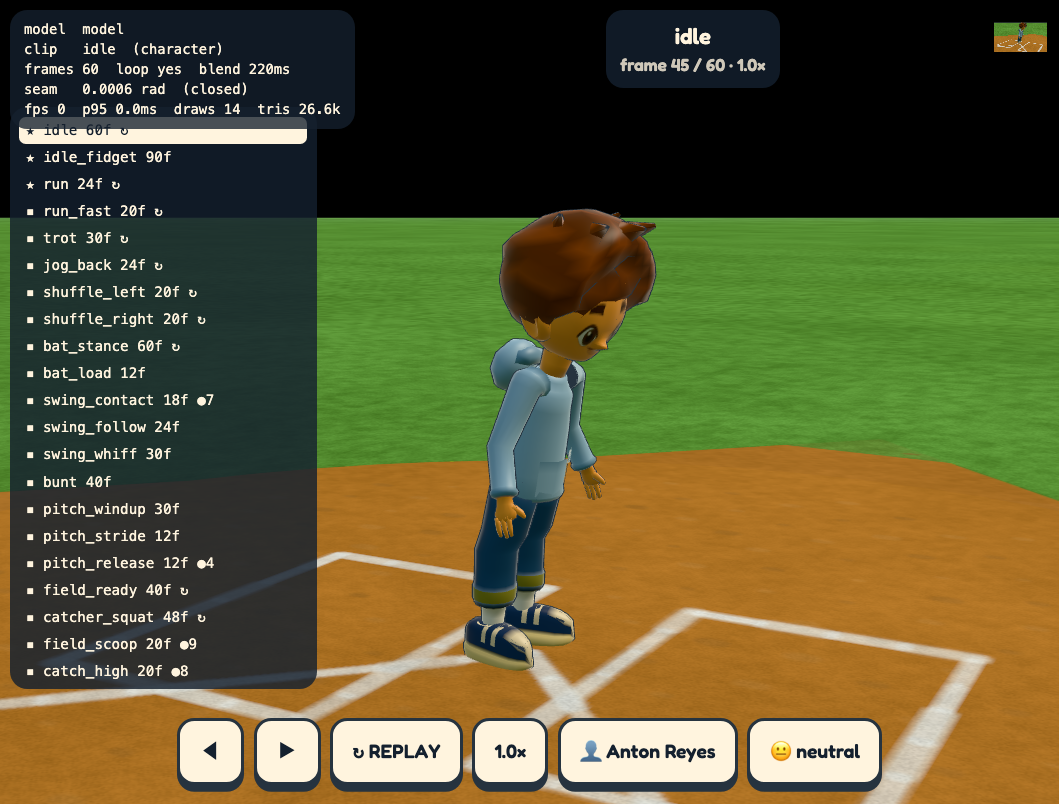 model model
clip idle (character)
frames 60 loop yes blend 220ms
seam 0.0006 rad (closed)
fps 0 p95 0.0ms draws 14 tris 26.6k
★ idle 60f ↻
★ idle_fidget 90f
★ run 24f ↻
▪ run_fast 20f ↻
▪ trot 30f ↻
▪ jog_back 24f ↻
▪ shuffle_left 20f ↻
▪ shuffle_right 20f ↻
▪ bat_stance 60f ↻
▪ bat_load 12f
▪ swing_contact 18f ●7
▪ swing_follow 24f
▪ swing_whiff 30f
▪ bunt 40f
▪ pitch_windup 30f
▪ pitch_stride 12f
▪ pitch_release 12f ●4
▪ field_ready 40f ↻
▪ catcher_squat 48f ↻
▪ field_scoop 20f ●9
▪ catch_high 20f ●8
idle
frame 45 / 60 · 1.0×
◀ ▶ ↻ REPLAY 1.0× 👤 Anton Reyes 😐 neutral